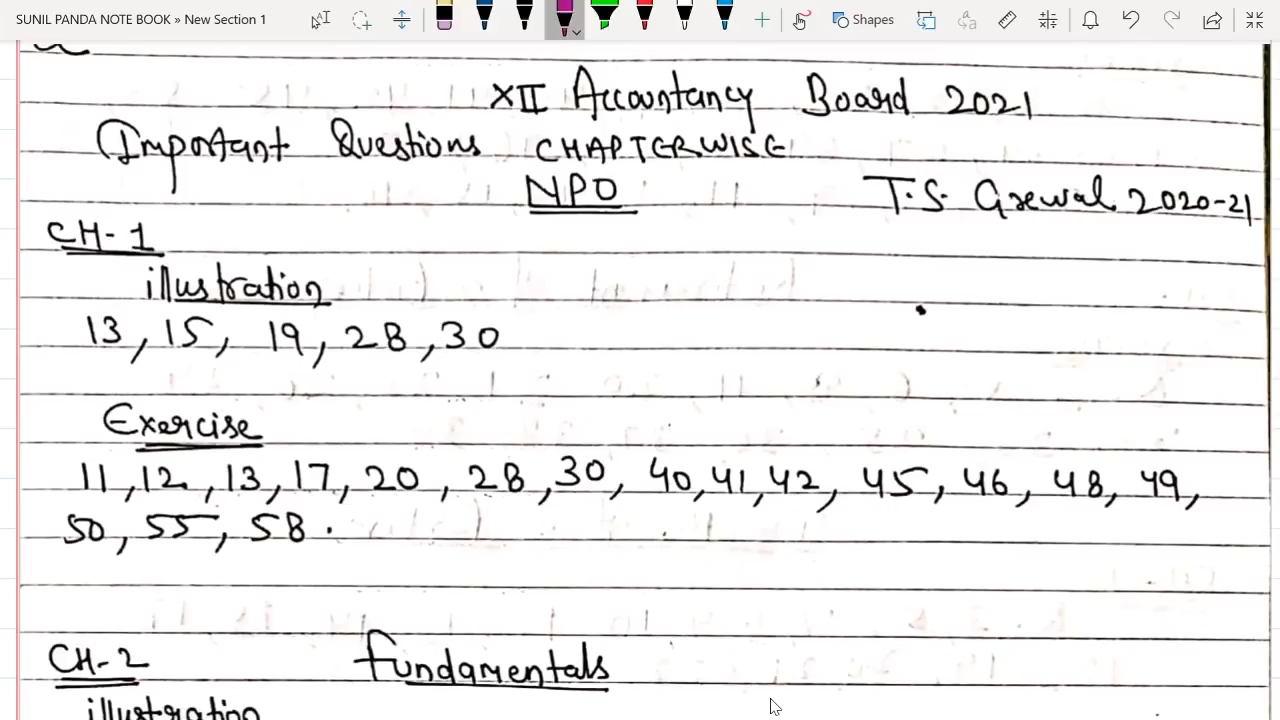 SUNIL PANDA NOTE BOOK » New Section 1
Shapes
XII Accountancy Board 2021
Important Questions CHAPTERWISE
NPO
T.S. Grewal 2020-21
CH-1
illustration
13, 15, 19, 28, 30
Exercise
11, 12, 13, 17, 20, 28, 30, 40, 41, 42, 45, 46, 48, 49,
50, 55, 58.
CH-2 Fundamentals
illustration